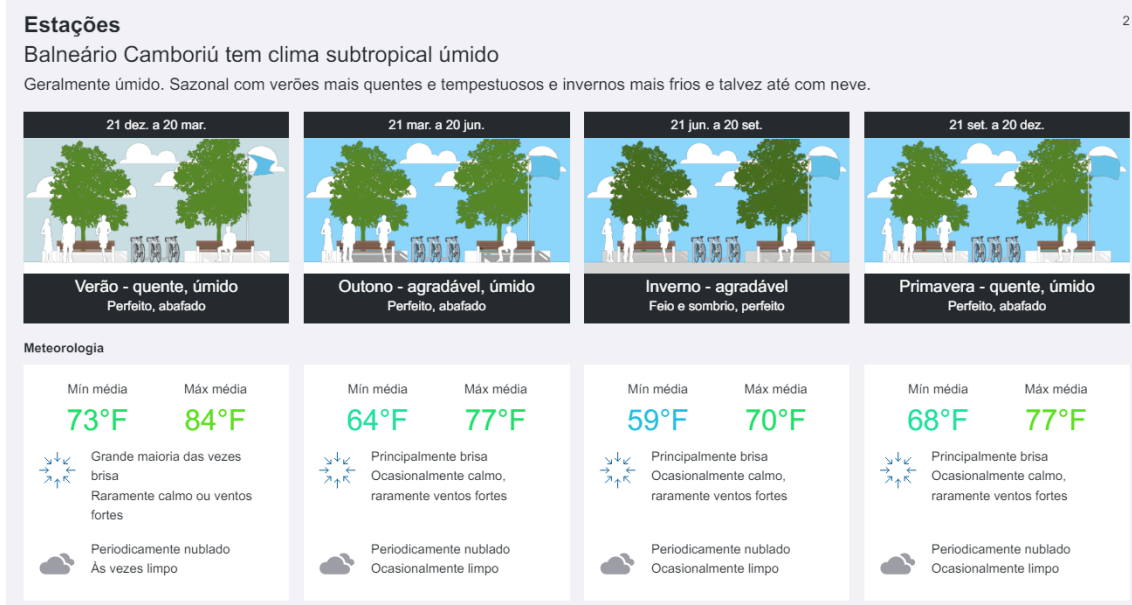 Estações
2
Balneário Camboriú tem clima subtropical úmido
Geralmente úmido. Sazonal com verões mais quentes e tempestuosos e invernos mais frios e talvez até com neve.
21 dez. a 20 mar.
Verão - quente, úmido
Perfeito, abafado
21 mar. a 20 jun.
Outono - agradável, úmido
Perfeito, abafado
21 jun. a 20 set.
Inverno - agradável
Feio e sombrio, perfeito
21 set. a 20 dez.
Primavera - quente, úmido
Perfeito, abafado
Meteorologia
Mín média Máx média
73°F 84°F
Grande maioria das vezes
brisa
Raramente calmo ou ventos
fortes
Periodicamente nublado
Às vezes limpo
Mín média Máx média
64°F 77°F
Principalmente brisa
Ocasionalmente calmo,
raramente ventos fortes
Periodicamente nublado
Ocasionalmente limpo
Mín média Máx média
59°F 70°F
Principalmente brisa
Ocasionalmente calmo,
raramente ventos fortes
Periodicamente nublado
Ocasionalmente limpo
Mín média Máx média
68°F 77°F
Principalmente brisa
Ocasionalmente calmo,
raramente ventos fortes
Periodicamente nublado
Ocasionalmente limpo